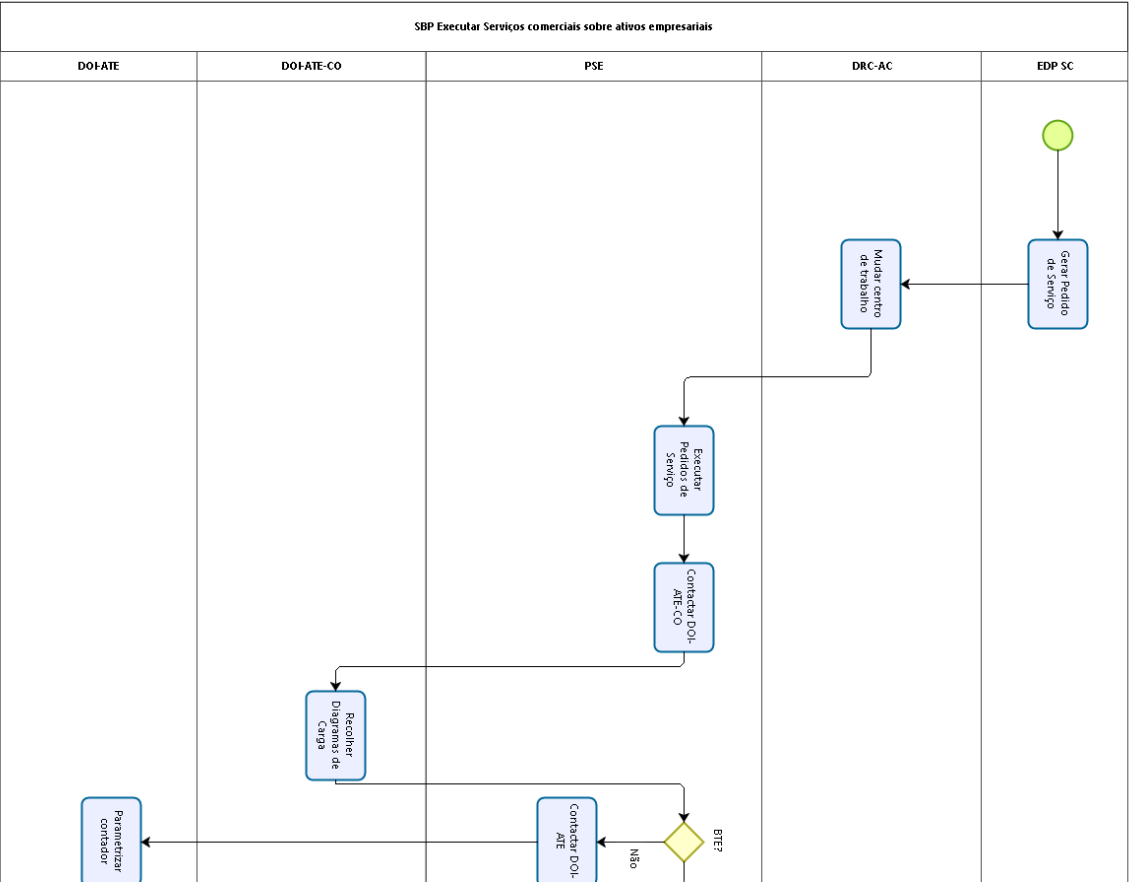 SBP Executar Serviços comerciais sobre ativos empresariais
DOI-ATE
DOI-ATE-CO
PSE
DRC-AC
EDP SC
Gerar Pedido
de Serviço
Mudar centro
de trabalho
Executar
Pedidos de
Serviço
Contactar DOI-
ATE-CO
Recolher
Diagramas de
Carga
BTE?
Não
Contactar DOI-
ATE
Parametrizar
contador